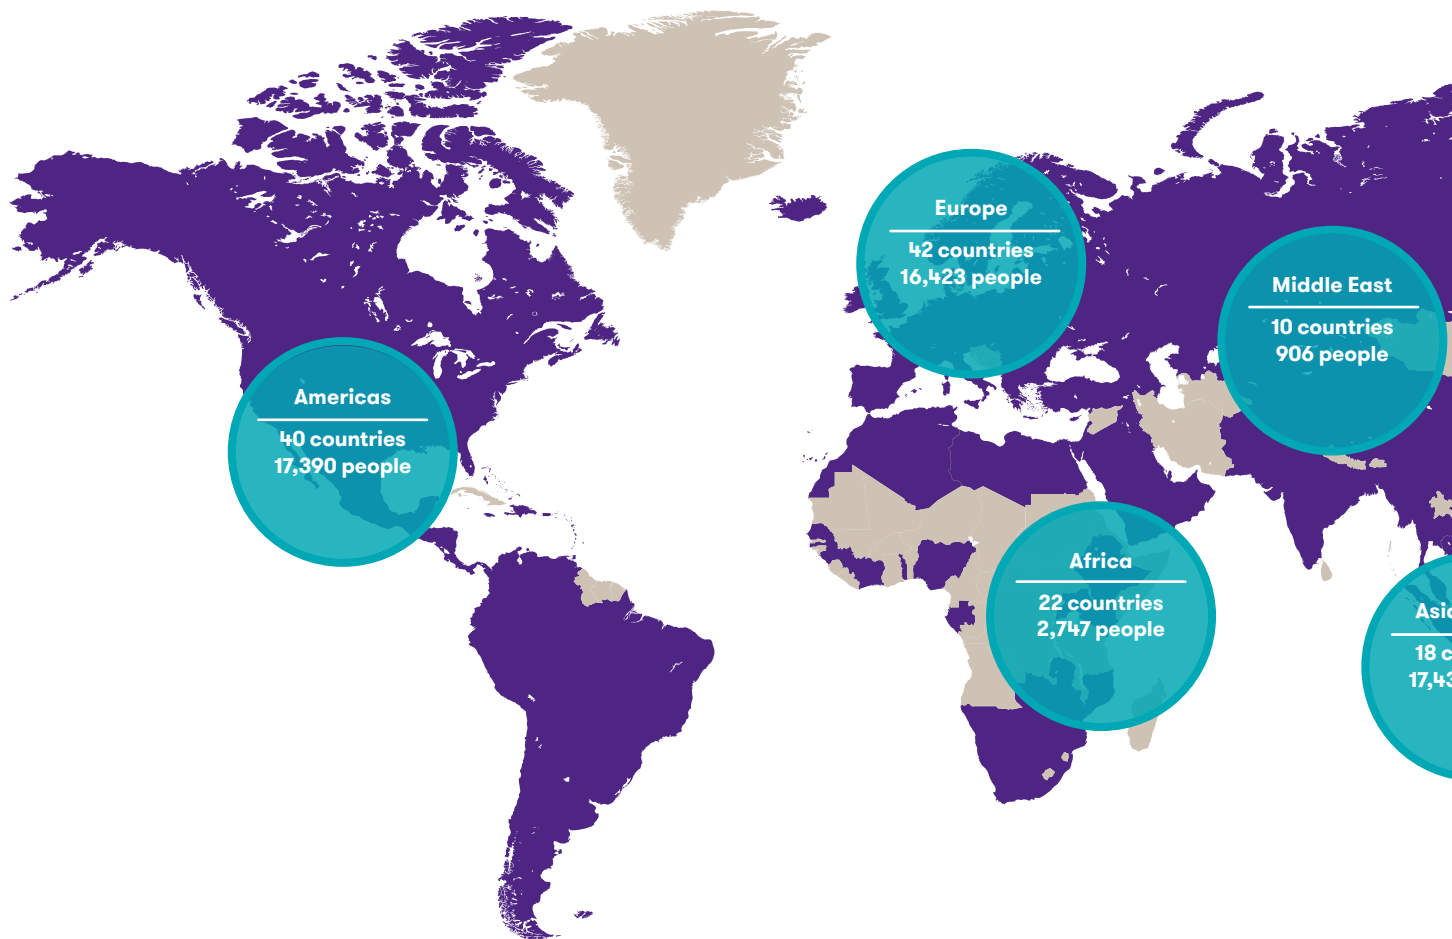 Europe
42 countries
16,423 people
Middle East
10 countries
906 people
Americas
40 countries
17,390 people
Africa
22 countries
2,747 people
18